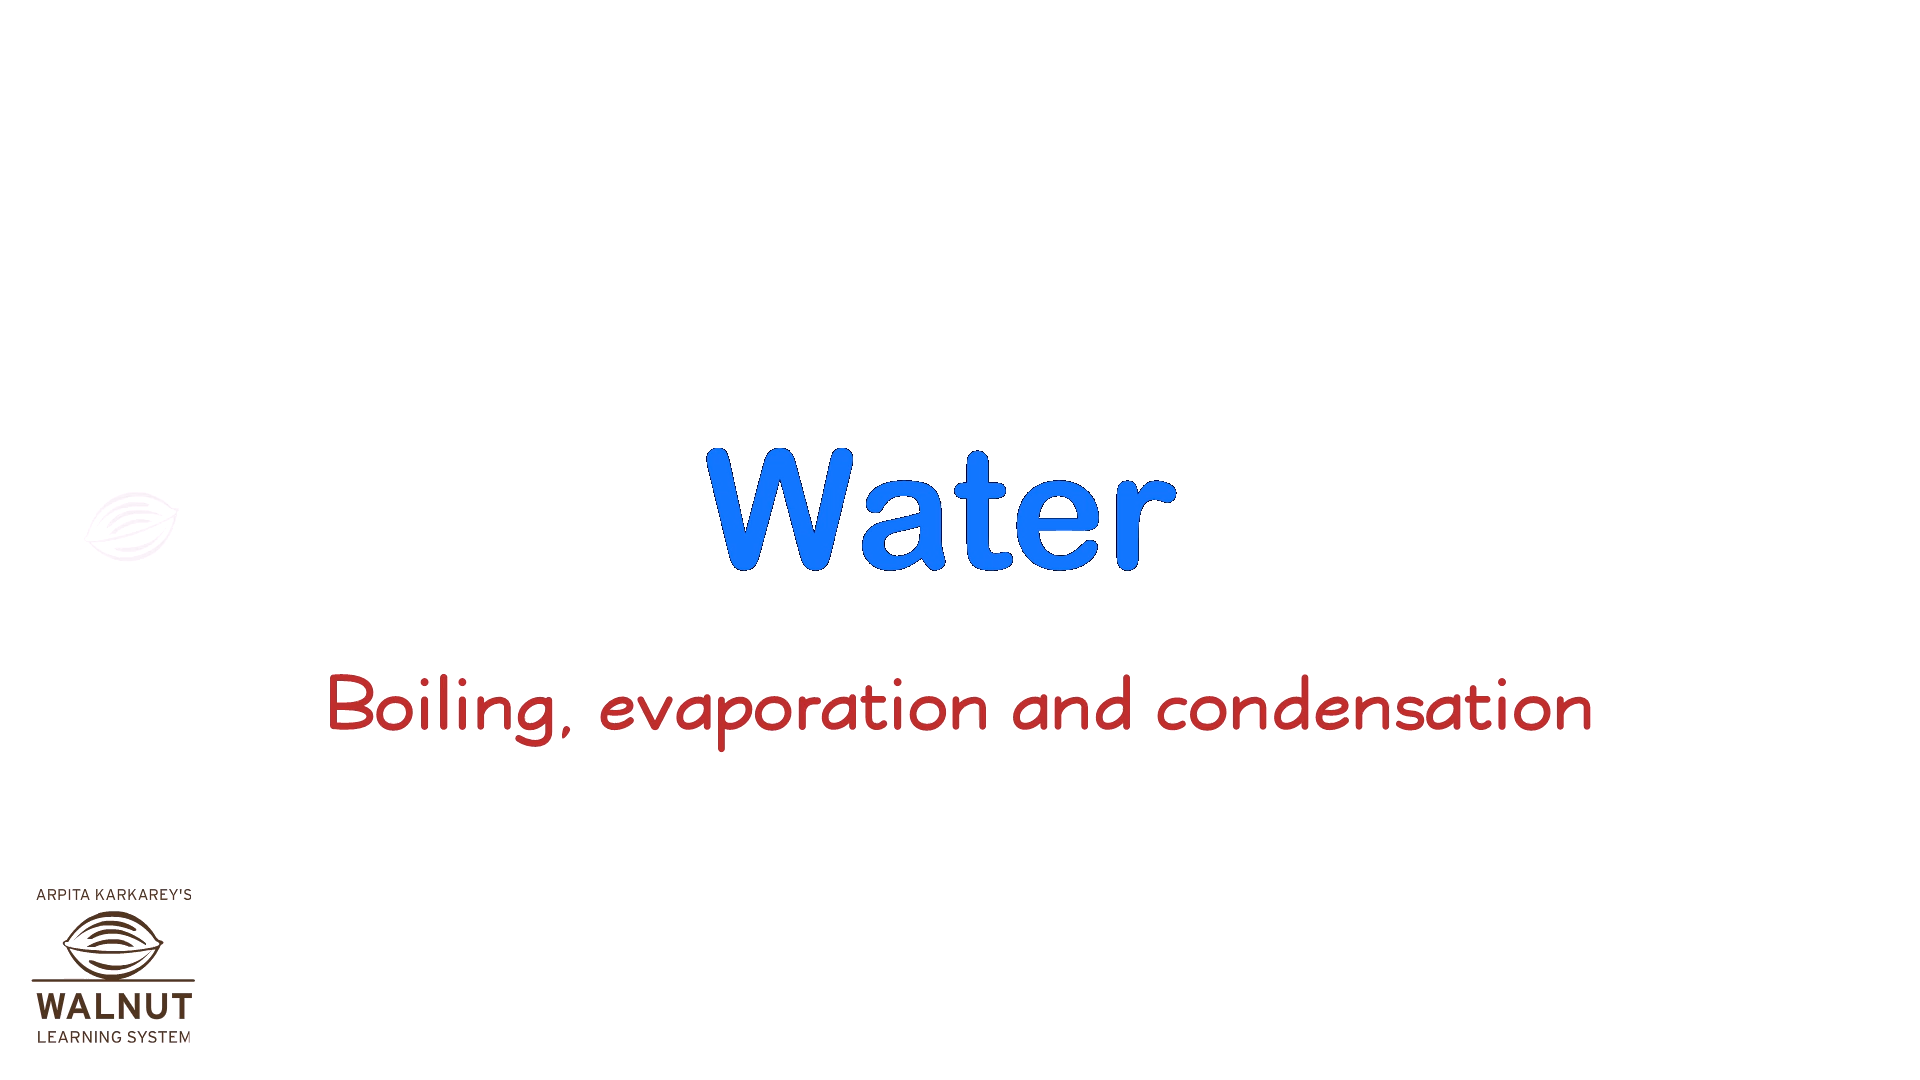 Water
Boiling, evaporation and condensation
ARPITA KARKAREY'S
WALNUT
LEARNING SYSTEM